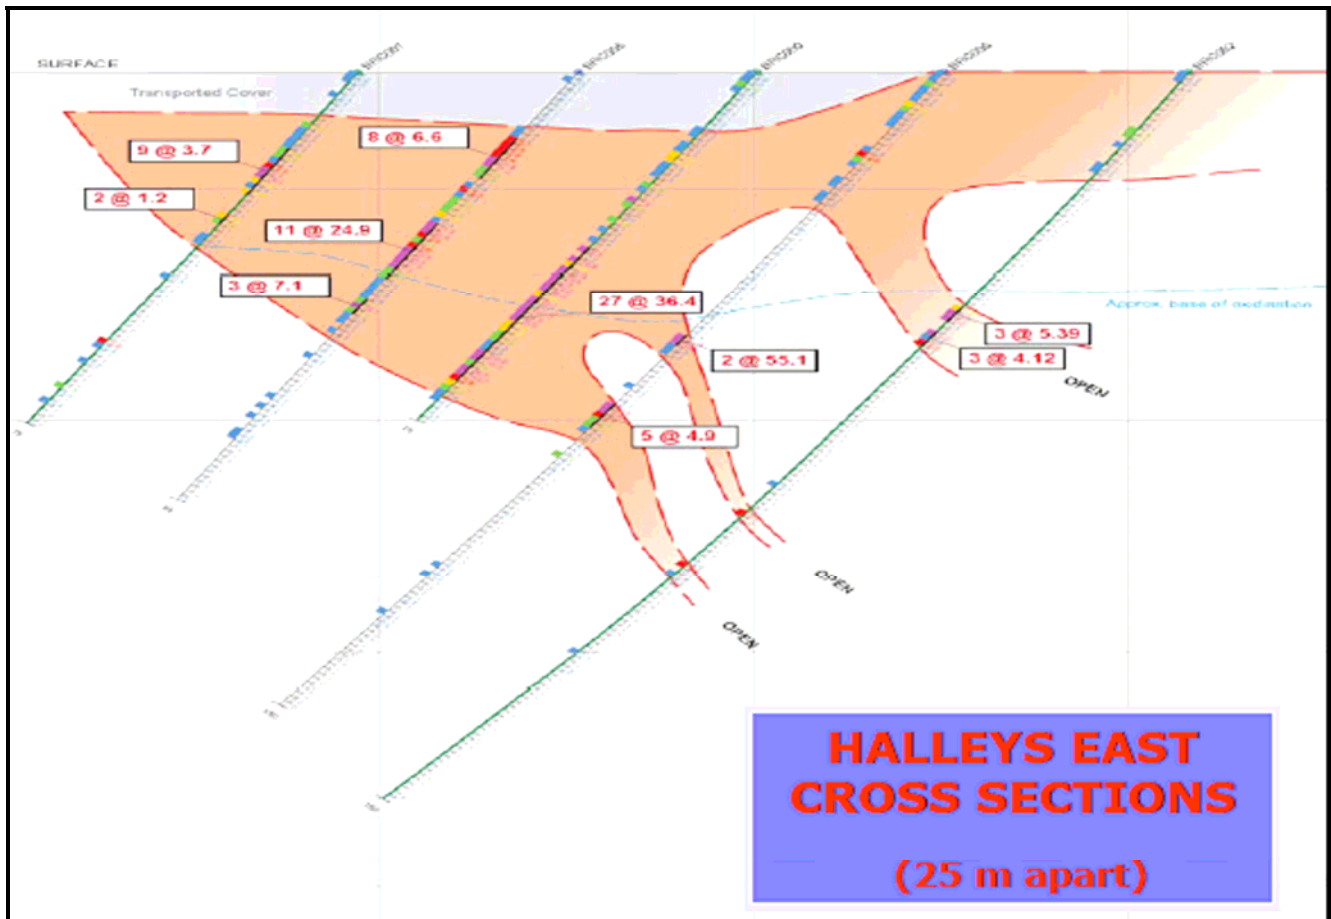 SURFACE
Transported Cover
9 @ 3.7
8 @ 6.6
2 @ 1.2
11 @ 24.9
3 @ 7.1
27 @ 36.4
Approx. base of oxidation
3 @ 5.39
2 @ 55.1
3 @ 4.12
OPEN
5 @ 4.9
OPEN
OPEN
HALLEYS EAST
CROSS SECTIONS
(25 m apart)